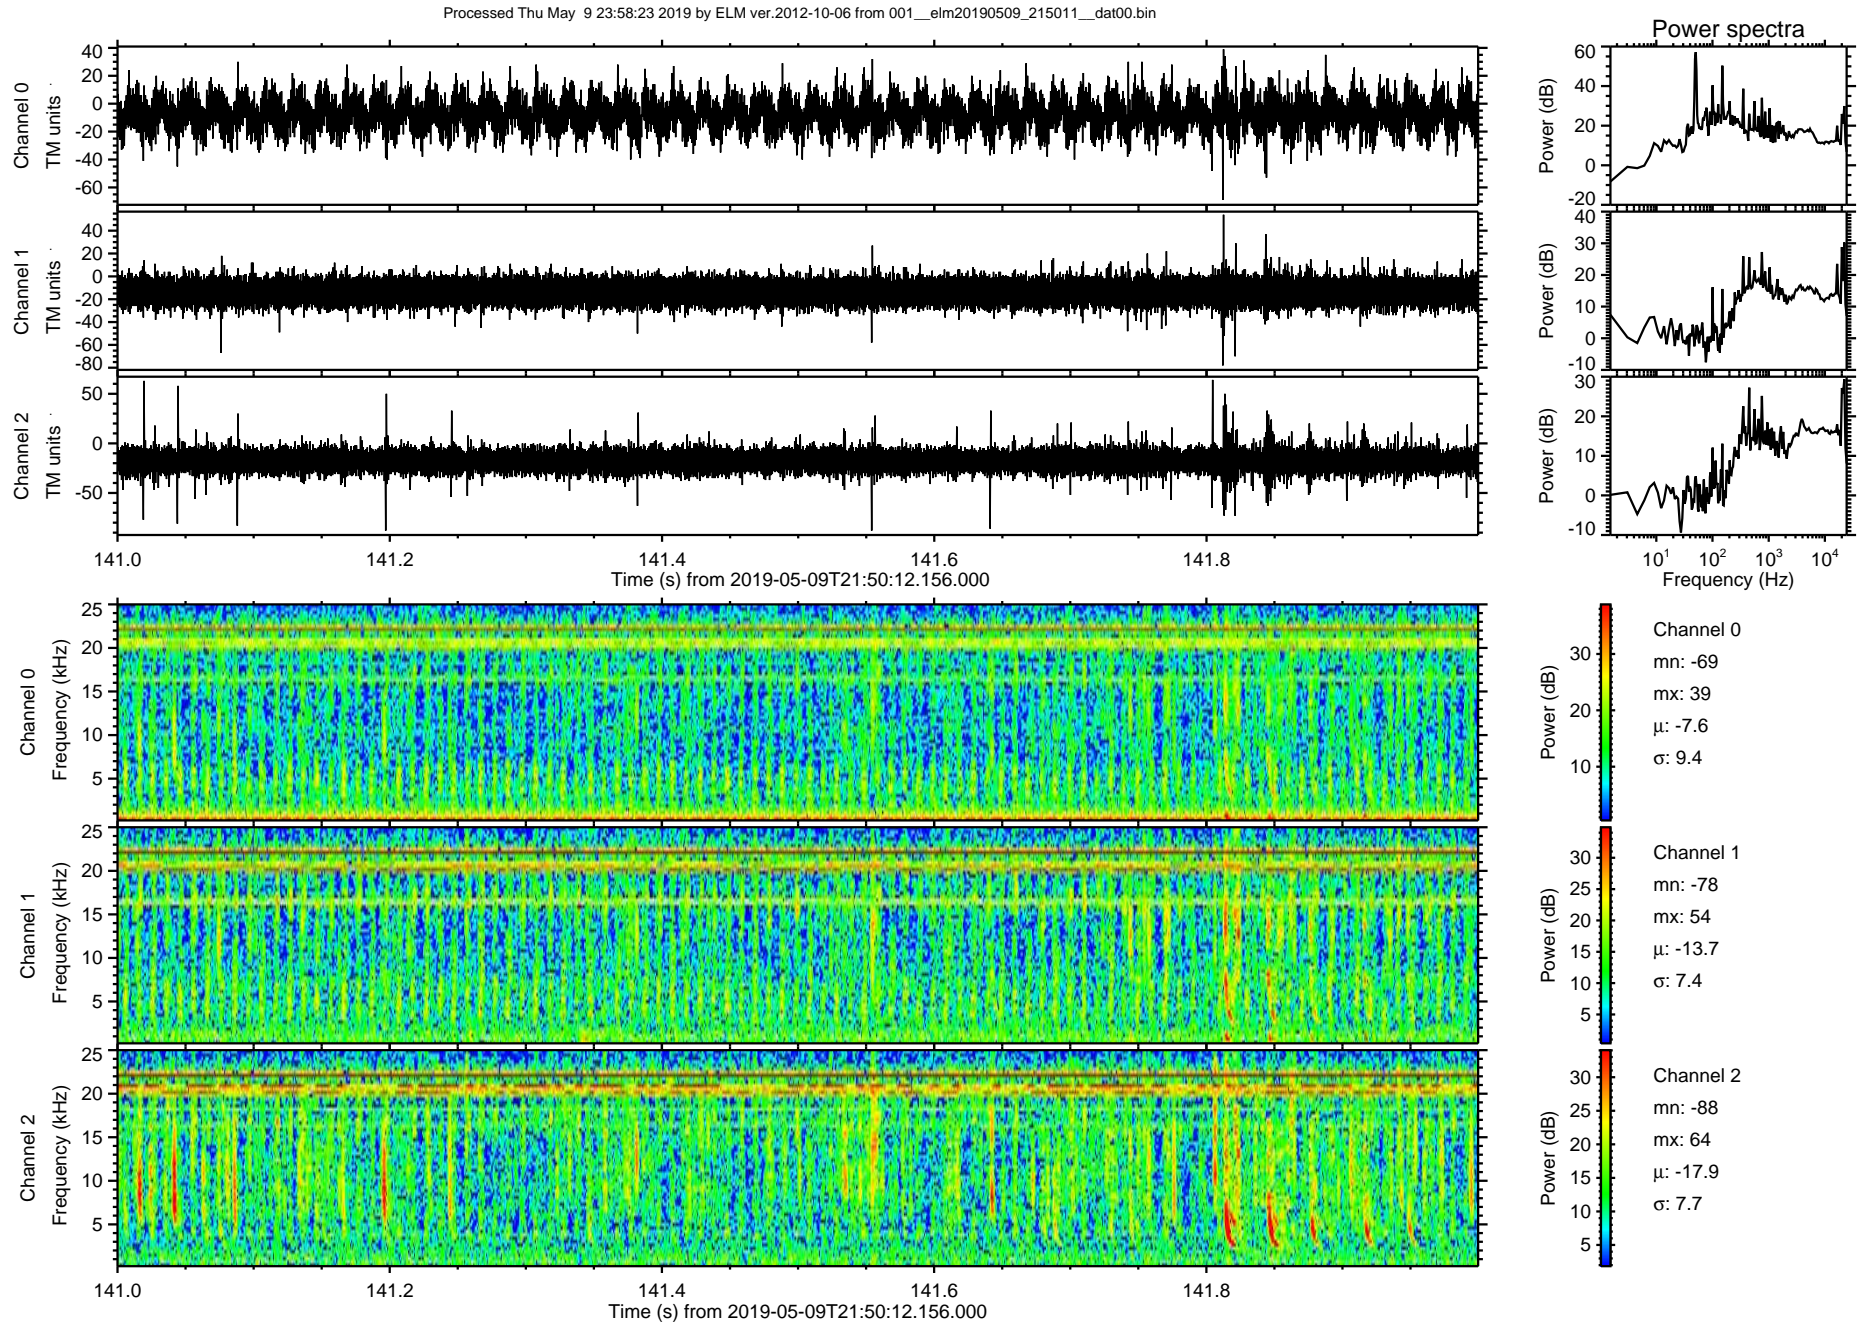 Processed Thu May  9 23:58:23 2019 by ELM ver.2012-10-06 from 001__elm20190509_215011__dat00.bin
Power spectra
Channel 0
TM units
40
20
0
-20
-40
-60
Power (dB)
60
40
20
0
-20
Channel 1
TM units
40
20
0
-20
-40
-60
-80
Power (dB)
40
30
20
10
0
-10
Channel 2
TM units
50
0
-50
Power (dB)
30
20
10
0
-10
141.0 141.2 141.4 141.6 141.8
Time (s) from 2019-05-09T21:50:12.156.000
10¹ 10² 10³ 10⁴
Frequency (Hz)
Channel 0
Frequency (kHz)
25
20
15
10
5
Power (dB)
30
20
10
Channel 0
mn: -69
mx: 39
μ: -7.6
σ: 9.4
Channel 1
Frequency (kHz)
25
20
15
10
5
Power (dB)
30
25
20
15
10
5
Channel 1
mn: -78
mx: 54
μ: -13.7
σ: 7.4
Channel 2
Frequency (kHz)
25
20
15
10
5
Power (dB)
30
25
20
15
10
5
Channel 2
mn: -88
mx: 64
μ: -17.9
σ: 7.7
141.0 141.2 141.4 141.6 141.8
Time (s) from 2019-05-09T21:50:12.156.000